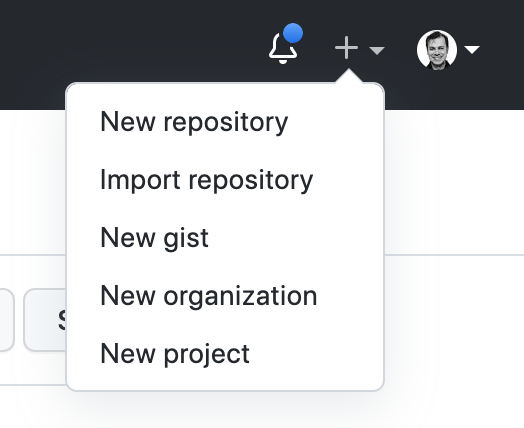 New repository
Import repository
New gist
New organization
New project